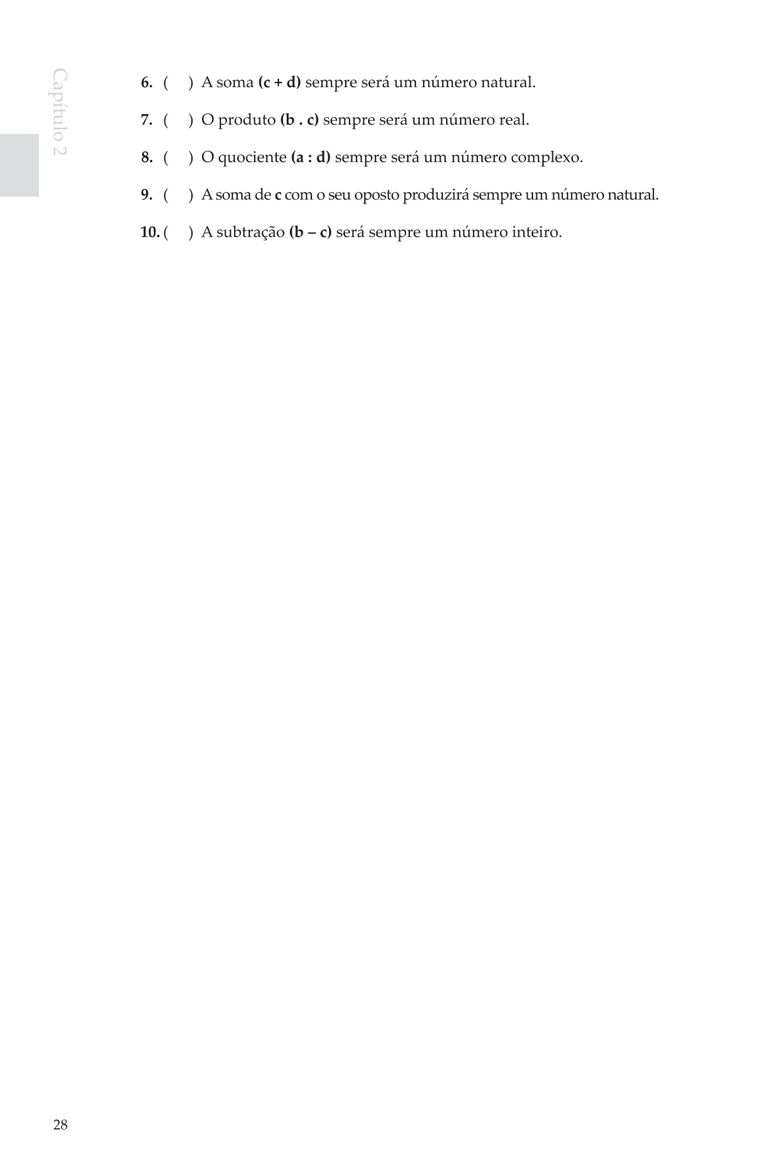 Capítulo 2
6. ( ) A soma (c + d) sempre será um número natural.
7. ( ) O produto (b . c) sempre será um número real.
8. ( ) O quociente (a : d) sempre será um número complexo.
9. ( ) A soma de c com o seu oposto produzirá sempre um número natural.
10. ( ) A subtração (b – c) será sempre um número inteiro.
28